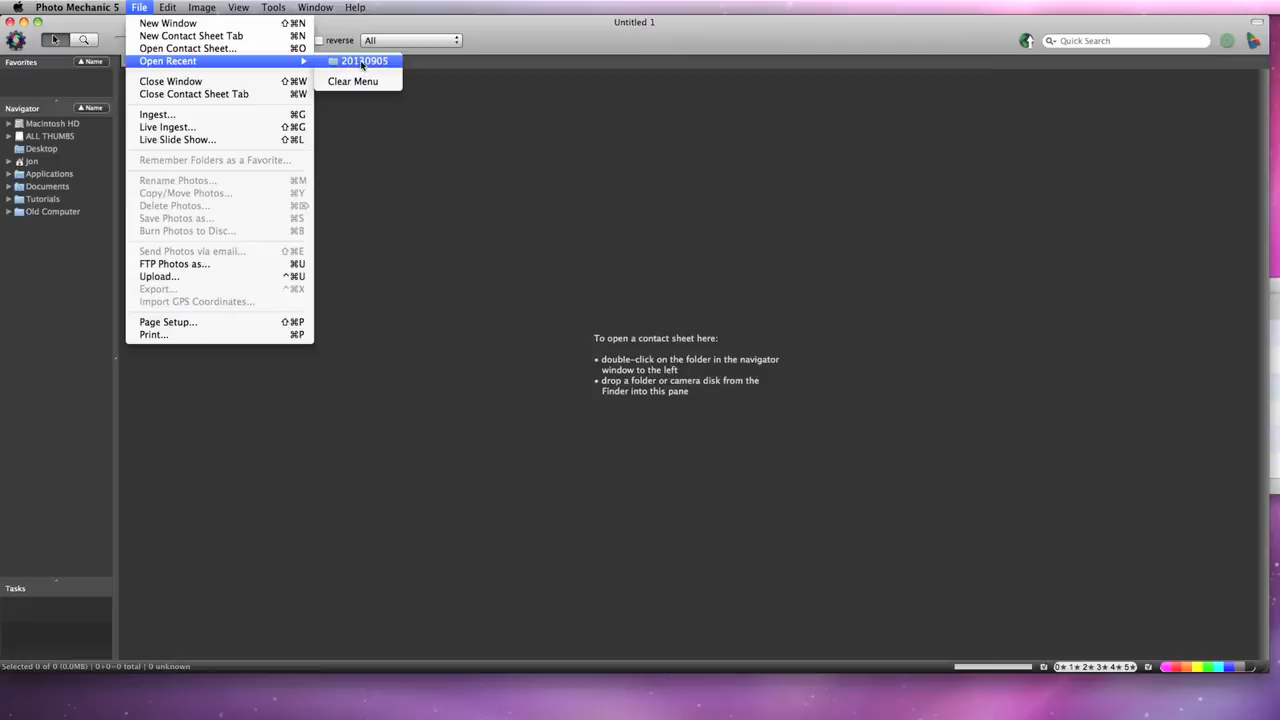 Photo Mechanic 5 File Edit Image View Tools Window Help
Untitled 1
reverse All
Quick Search
New Window ⇧⌘N
New Contact Sheet Tab ⌘N
Open Contact Sheet... ⌘O
Open Recent
20130905
Clear Menu
Close Window ⇧⌘W
Close Contact Sheet Tab ⌘W
Ingest... ⌘G
Live Ingest... ⇧⌘G
Live Slide Show... ⇧⌘L
Remember Folders as a Favorite...
Rename Photos... ⌘M
Copy/Move Photos... ⌘Y
Delete Photos... ⌘⌦
Save Photos as... ⌘S
Burn Photos to Disc... ⌘B
Send Photos via email... ⇧⌘E
FTP Photos as... ⌘U
Upload... ^⌘U
Export... ^⌘X
Import GPS Coordinates...
Page Setup... ⇧⌘P
Print... ⌘P
Favorites ▲ Name
Navigator ▲ Name
Macintosh HD
ALL THUMBS
Desktop
Jon
Applications
Documents
Tutorials
Old Computer
To open a contact sheet here:
• double-click on the folder in the navigator
window to the left
• drop a folder or camera disk from the
Finder into this pane
Tasks
Selected 0 of 0 (0.0MB) | 0+0=0 total | 0 unknown
0★ 1★ 2★ 3★ 4★ 5★